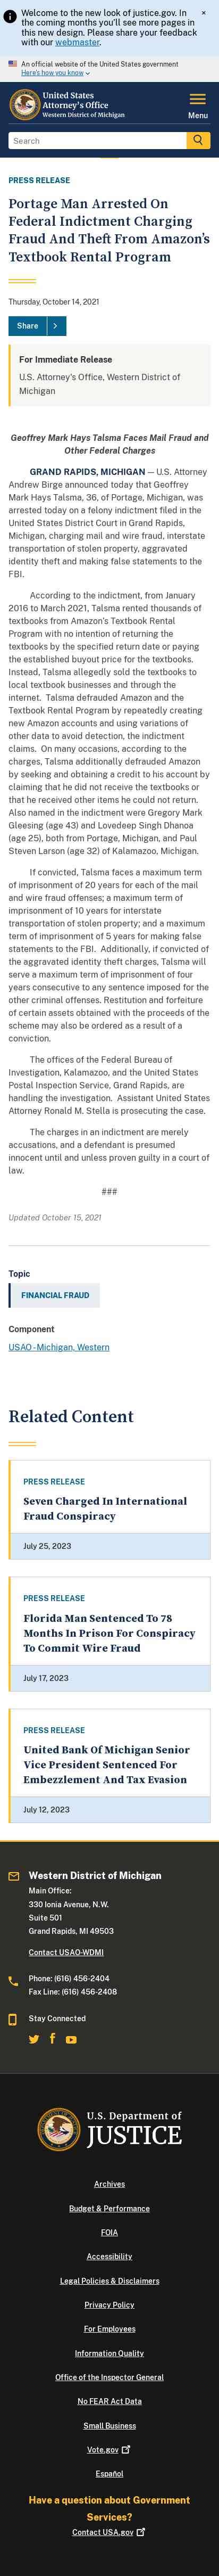 Welcome to the new look of justice.gov. In
the coming months you'll see more pages in
this new design. Please share your feedback
with our webmaster.
×
An official website of the United States government
Here's how you know
United States
Attorney's Office
Western District of Michigan
Menu
Search
PRESS RELEASE
Portage Man Arrested On
Federal Indictment Charging
Fraud And Theft From Amazon's
Textbook Rental Program
Thursday, October 14, 2021
Share
For Immediate Release
U.S. Attorney's Office, Western District of
Michigan
Geoffrey Mark Hays Talsma Faces Mail Fraud and
Other Federal Charges
GRAND RAPIDS, MICHIGAN — U.S. Attorney
Andrew Birge announced today that Geoffrey
Mark Hays Talsma, 36, of Portage, Michigan, was
arrested today on a felony indictment filed in the
United States District Court in Grand Rapids,
Michigan, charging him with mail and wire fraud,
interstate transportation of stolen property,
aggravated identity theft, and lying to the FBI.
According to the indictment, from January
2016 to March 2021, Talsma rented thousands of
textbooks from Amazon's Textbook Rental
Program with no intention of returning the
textbooks by the specified return date. Instead,
Talsma sold the textbooks to local textbook
resellers and to individuals through the
internet.  Talsma defrauded Amazon and the
Textbook Rental Program by repeatedly creating
new Amazon accounts and using various
identities to place additional textbook
orders.  On many occasions, according to the
charges, Talsma additionally defrauded Amazon
by seeking and obtaining a credit to his account
by claiming that he did not receive the textbook
or that he received other items in lieu of the
textbooks. Also named in the indictment for their
roles in the offense were Gregory Mark
Gleesing (age 43) and Lovedeep Singh Dhanoa
(age 25), both from Portage, Michigan, and Paul
Steven Larson (age 32) of Kalamazoo, Michigan.
If convicted, Talsma faces a maximum term
of imprisonment of 20 years for each of the mail
and wire fraud charges. Talsma also faces a
maximum term of imprisonment of 10 years for
each of the interstate transportation of stolen
property charges.  He also faces a maximum
term of imprisonment of 5 years for making false
statements to the FBI.  Additionally, if convicted of
the aggravated identity theft charges, Talsma will
serve a maximum of two years of imprisonment
consecutive to any sentence imposed for the
other criminal offenses. Restitution and forfeiture
of certain assets obtained with the proceeds of
the scheme may also be ordered as a result of a
conviction.
The offices of the Federal Bureau of
Investigation, Kalamazoo, and the United States
Postal Inspection Service, Grand Rapids, are
handling the investigation.  Assistant United States
Attorney Ronald M. Stella is prosecuting the case.
The charges in an indictment are merely
accusations, and a defendant is presumed
innocent until and unless proven guilty in a court of
law.
###
Updated October 15, 2021
Topic
FINANCIAL FRAUD
Component
USAO - Michigan, Western
Related Content
PRESS RELEASE
Seven Charged In International
Fraud Conspiracy
July 25, 2023
PRESS RELEASE
Florida Man Sentenced To 78
Months In Prison For Conspiracy
To Commit Wire Fraud
July 17, 2023
PRESS RELEASE
United Bank Of Michigan Senior
Vice President Sentenced For
Embezzlement And Tax Evasion
July 12, 2023
Western District of Michigan
Main Office:
330 Ionia Avenue, N.W.
Suite 501
Grand Rapids, MI 49503
Contact USAO-WDMI
Phone: (616) 456-2404
Fax Line: (616) 456-2408
Stay Connected
U.S. Department of
JUSTICE
Archives
Budget & Performance
FOIA
Accessibility
Legal Policies & Disclaimers
Privacy Policy
For Employees
Information Quality
Office of the Inspector General
No FEAR Act Data
Small Business
Vote.gov
Español
Have a question about Government
Services?
Contact USA.gov